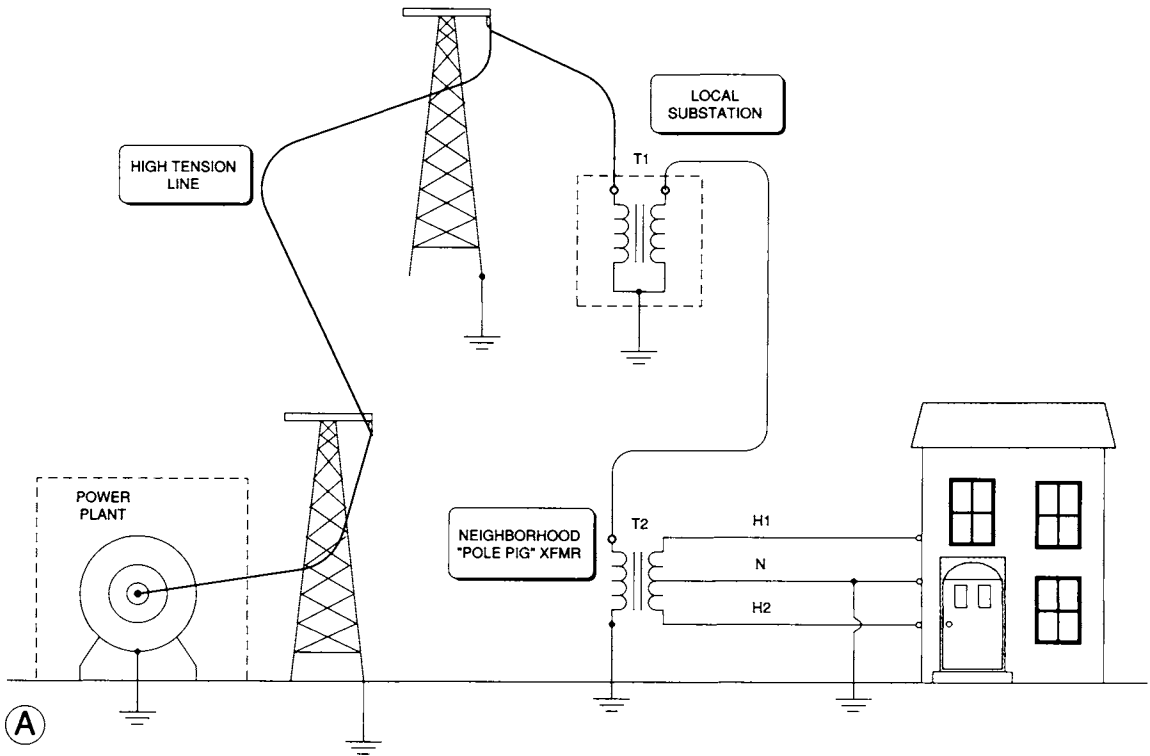 LOCAL
SUBSTATION
T1
HIGH TENSION
LINE
POWER
PLANT
NEIGHBORHOOD
"POLE PIG" XFMR
T2
H1
N
H2
A